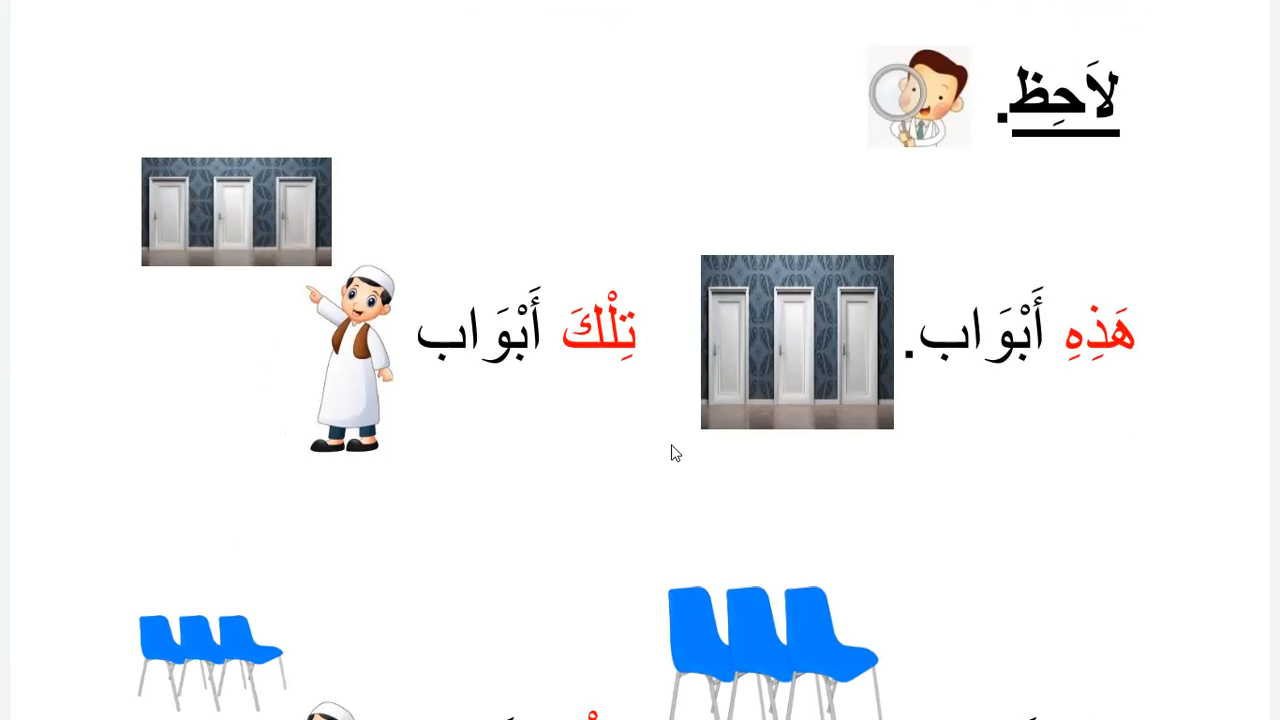 لاَحِظ.
هَذِهِ أَبْوَاب.
تِلْكَ أَبْوَاب